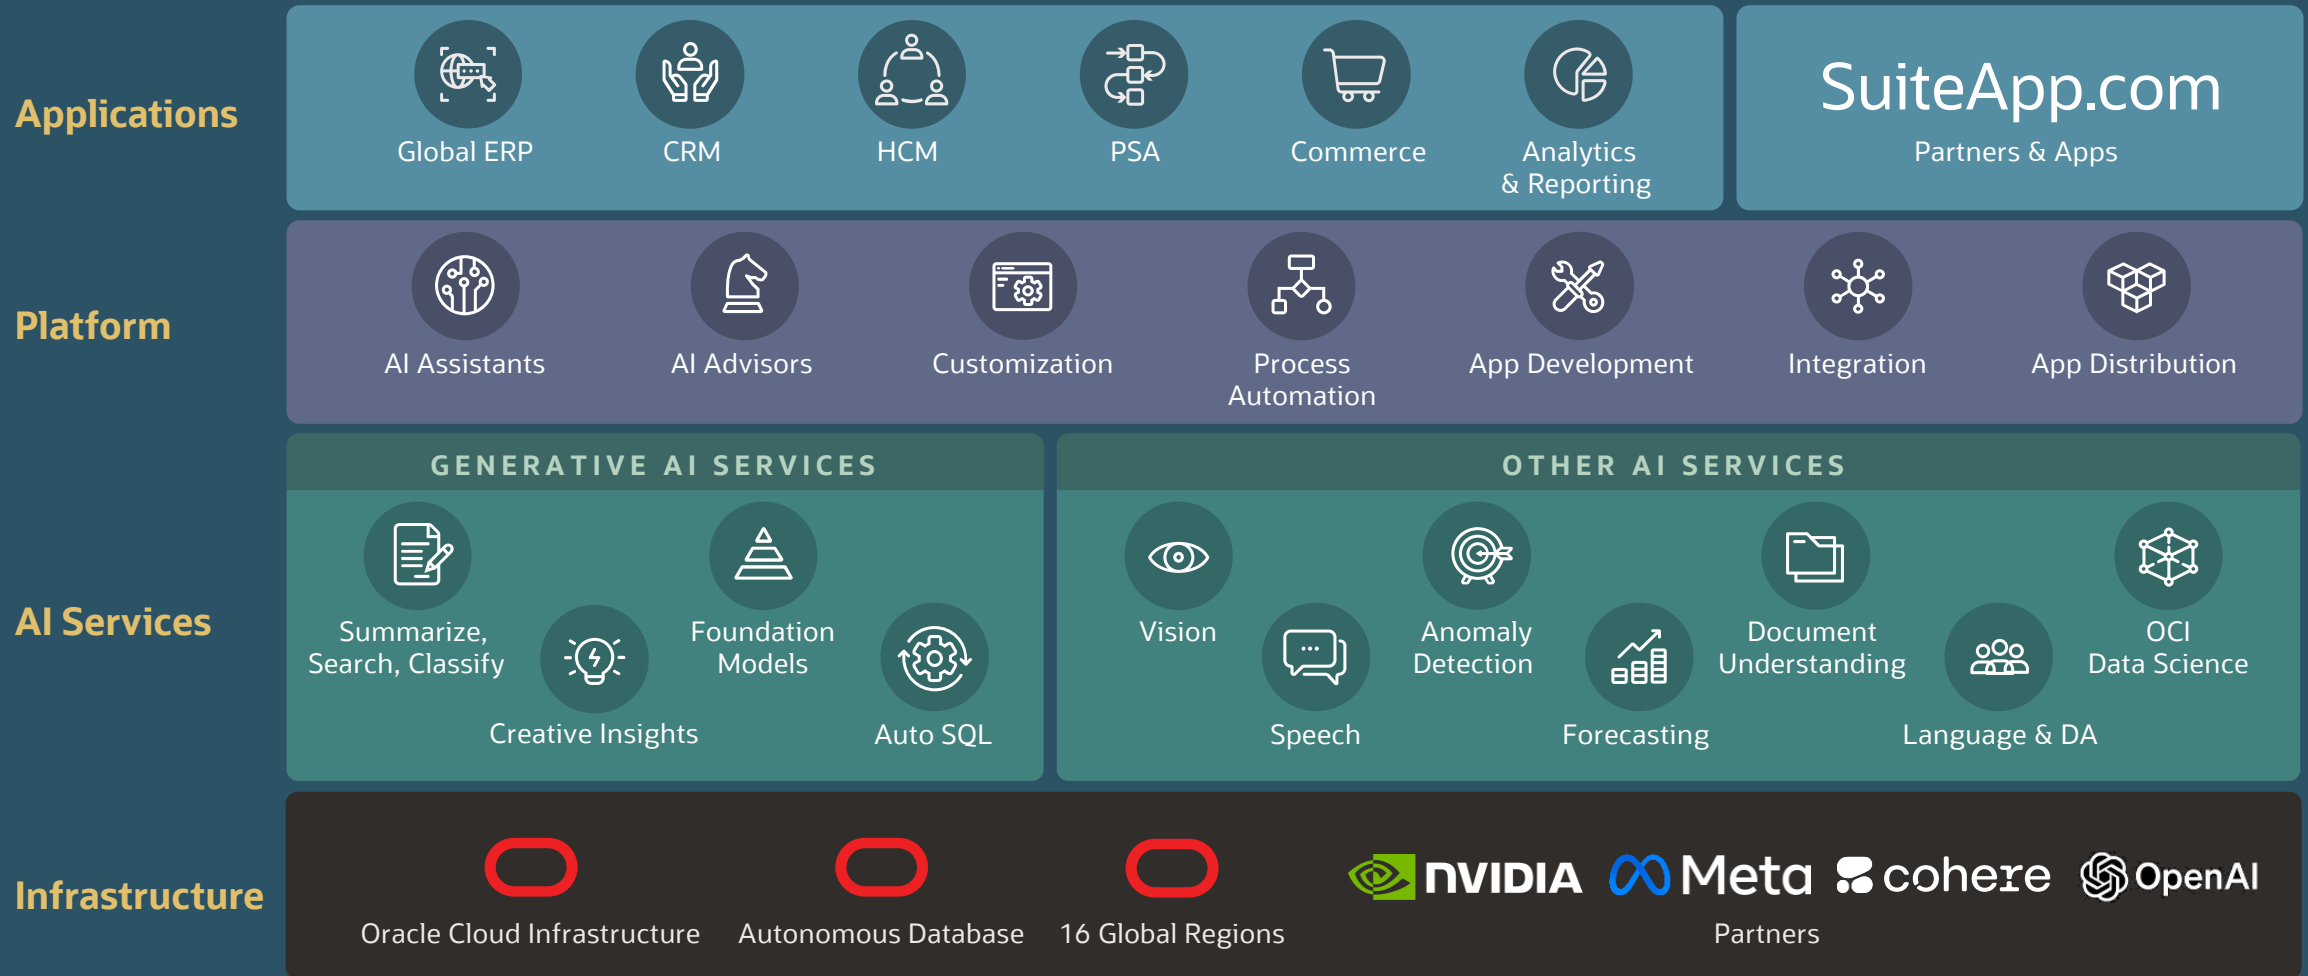 Applications
Global ERP
CRM
HCM
PSA
Commerce
Analytics
& Reporting
SuiteApp.com
Partners & Apps
Platform
AI Assistants
AI Advisors
Customization
Process
Automation
App Development
Integration
App Distribution
AI Services
GENERATIVE AI SERVICES
Summarize,
Search, Classify
Creative Insights
Foundation
Models
Auto SQL
OTHER AI SERVICES
Vision
Speech
Anomaly
Detection
Forecasting
Document
Understanding
Language & DA
OCI
Data Science
Infrastructure
Oracle Cloud Infrastructure
Autonomous Database
16 Global Regions
NVIDIA
Meta
cohere
OpenAI
Partners